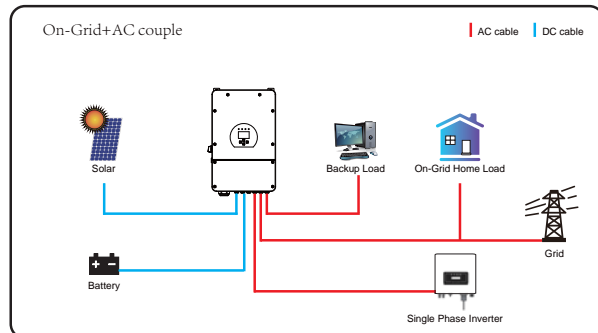 On-Grid+AC couple
AC cable
DC cable
Solar
Backup Load
On-Grid Home Load
Grid
Battery
Single Phase Inverter